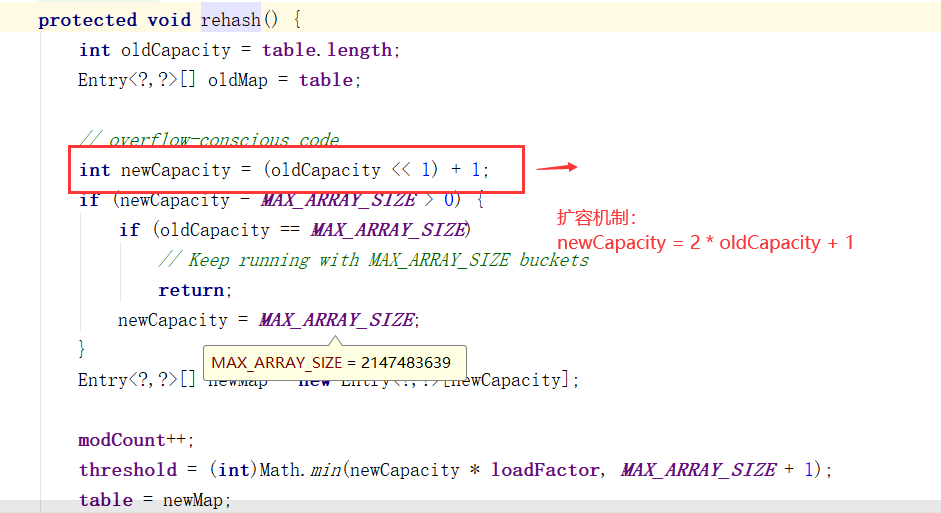 protected void rehash() {
int oldCapacity = table.length;
Entry<?,?>[] oldMap = table;
// overflow-conscious code
int newCapacity = (oldCapacity << 1) + 1;
if (newCapacity - MAX_ARRAY_SIZE > 0) {
扩容机制：
if (oldCapacity == MAX_ARRAY_SIZE)
newCapacity = 2 * oldCapacity + 1
// Keep running with MAX_ARRAY_SIZE buckets
return;
newCapacity = MAX_ARRAY_SIZE;
}
MAX_ARRAY_SIZE = 2147483639
Entry<?,?>[] newMap = new Entry<?,?>[newCapacity];
modCount++;
threshold = (int)Math.min(newCapacity * loadFactor, MAX_ARRAY_SIZE + 1);
table = newMap;